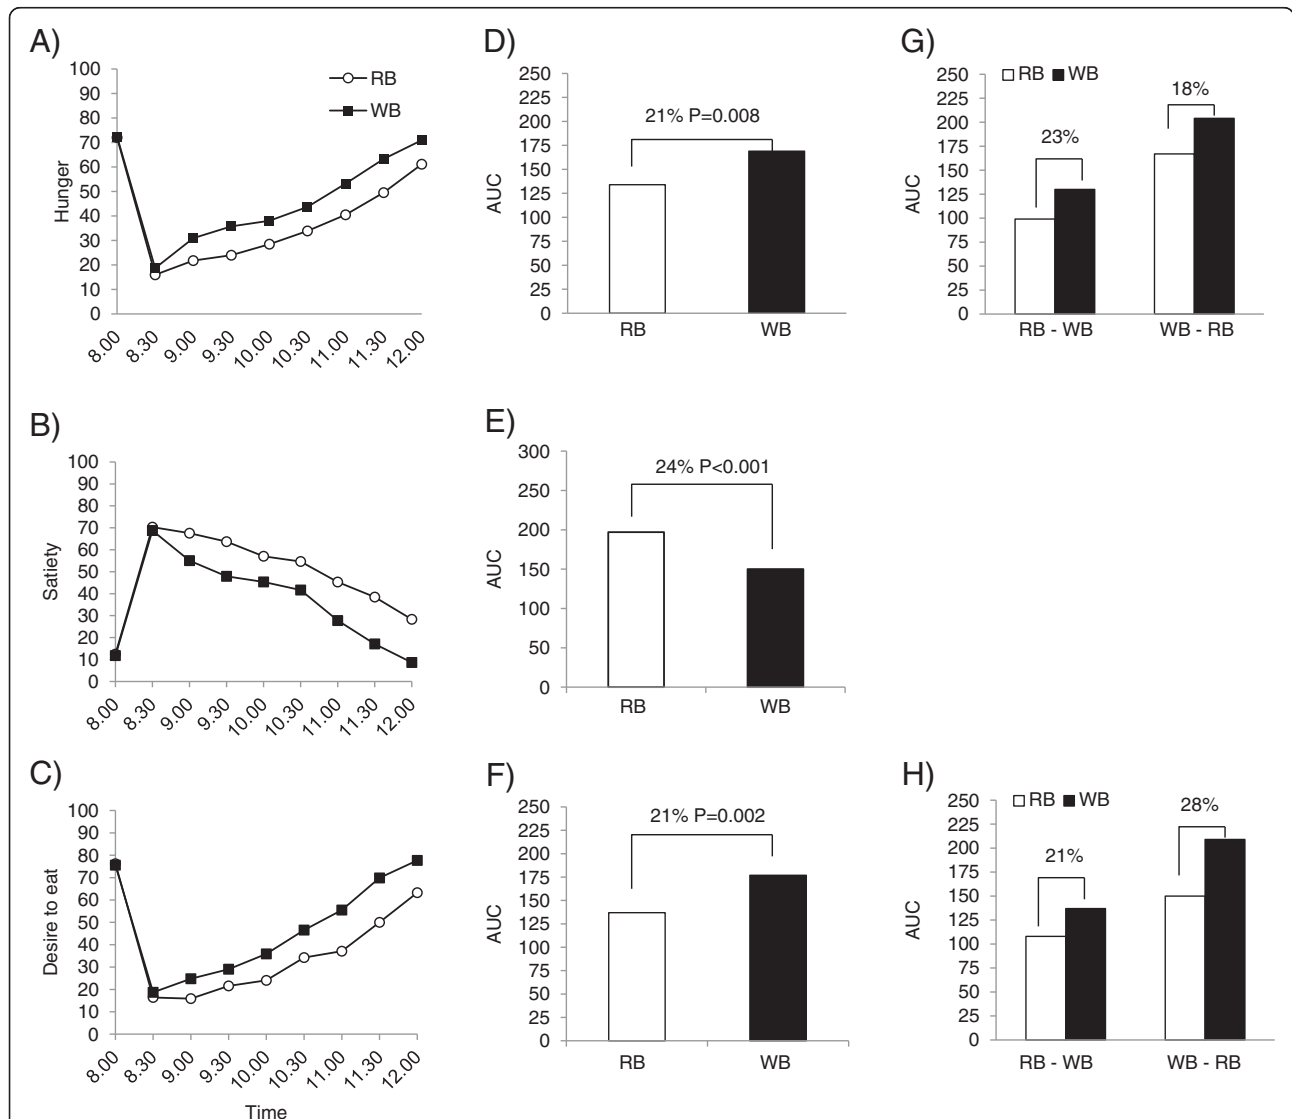 A)
100
90
80
70
60
50
40
30
20
10
0
Hunger
RB
WB
8.00 8.30 9.00 9.30 10.00 10.30 11.00 11.30 12.00
D)
250
225
200
175
150
125
100
75
50
25
0
AUC
21% P=0.008
RB WB
G)
RB WB
250
225
200
175
150
125
100
75
50
25
0
AUC
23%
18%
RB - WB WB - RB
B)
100
90
80
70
60
50
40
30
20
10
0
Satiety
8.00 8.30 9.00 9.30 10.00 10.30 11.00 11.30 12.00
E)
300
250
200
150
100
50
0
AUC
24% P<0.001
RB WB
C)
100
90
80
70
60
50
40
30
20
10
0
Desire to eat
8.00 8.30 9.00 9.30 10.00 10.30 11.00 11.30 12.00
Time
F)
250
225
200
175
150
125
100
75
50
25
0
AUC
21% P=0.002
RB WB
H)
RB WB
250
225
200
175
150
125
100
75
50
25
0
AUC
21%
28%
RB - WB WB - RB